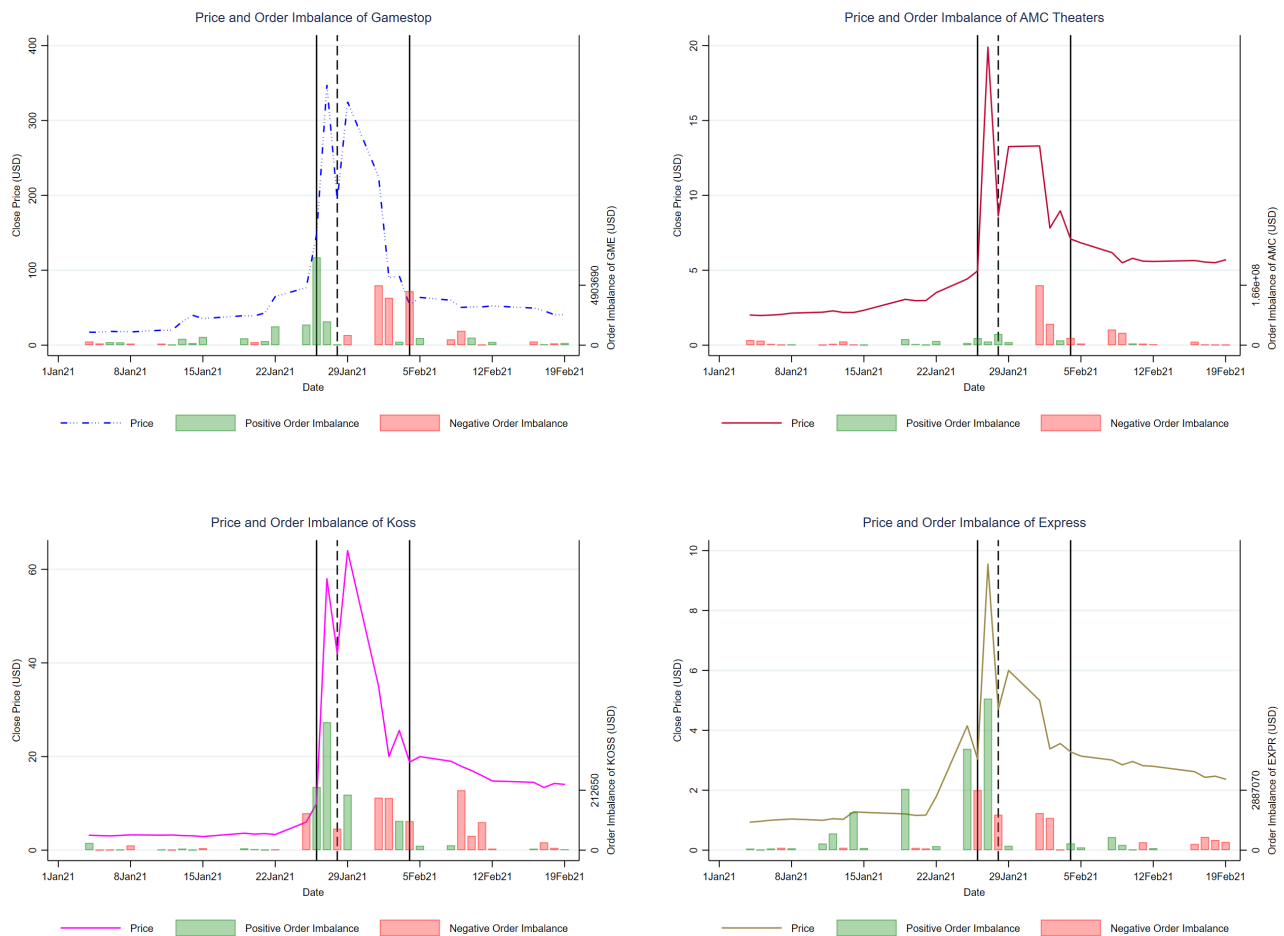 Price and Order Imbalance of Gamestop
Close Price (USD)
0
100
200
300
400
Order Imbalance of GME (USD)
0
4903690
1Jan21 8Jan21 15Jan21 22Jan21 29Jan21 5Feb21 12Feb21 19Feb21
Date
Price Positive Order Imbalance Negative Order Imbalance
Price and Order Imbalance of AMC Theaters
Close Price (USD)
0
5
10
15
20
Order Imbalance of AMC (USD)
0
1.66e+08
1Jan21 8Jan21 15Jan21 22Jan21 29Jan21 5Feb21 12Feb21 19Feb21
Date
Price Positive Order Imbalance Negative Order Imbalance
Price and Order Imbalance of Koss
Close Price (USD)
0
20
40
60
Order Imbalance of KOSS (USD)
0
212650
1Jan21 8Jan21 15Jan21 22Jan21 29Jan21 5Feb21 12Feb21 19Feb21
Date
Price Positive Order Imbalance Negative Order Imbalance
Price and Order Imbalance of Express
Close Price (USD)
0
2
4
6
8
10
Order Imbalance of EXPR (USD)
0
2887070
1Jan21 8Jan21 15Jan21 22Jan21 29Jan21 5Feb21 12Feb21 19Feb21
Date
Price Positive Order Imbalance Negative Order Imbalance